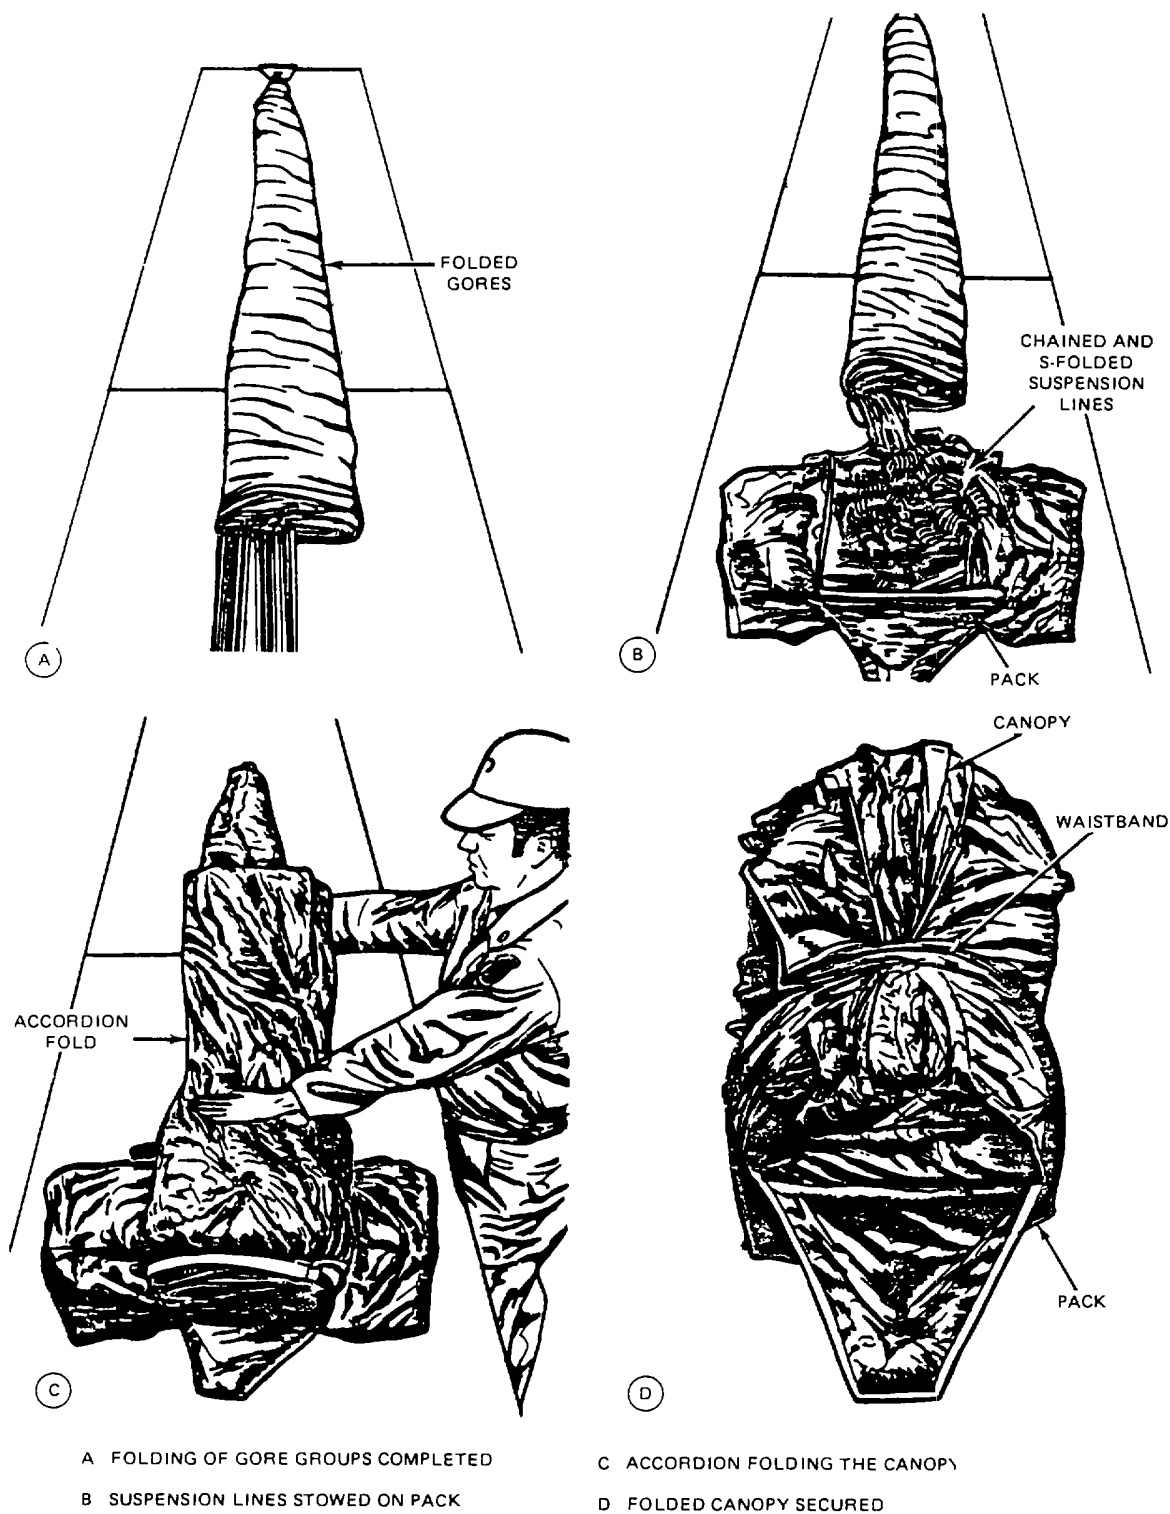 FOLDED
GORES
A
CHAINED AND
S-FOLDED
SUSPENSION
LINES
B
PACK
ACCORDION
FOLD
C
CANOPY
WAISTBAND
PACK
D
A FOLDING OF GORE GROUPS COMPLETED
B SUSPENSION LINES STOWED ON PACK
C ACCORDION FOLDING THE CANOPY
D FOLDED CANOPY SECURED